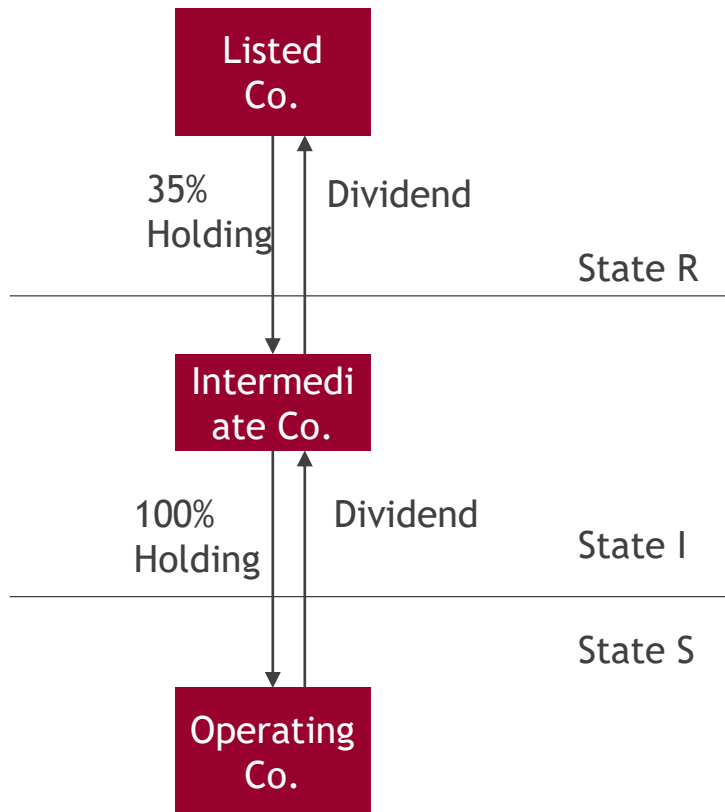 Listed
Co.
35%
Holding
Dividend
State R
Intermedi
ate Co.
100%
Holding
Dividend
State I
State S
Operating
Co.